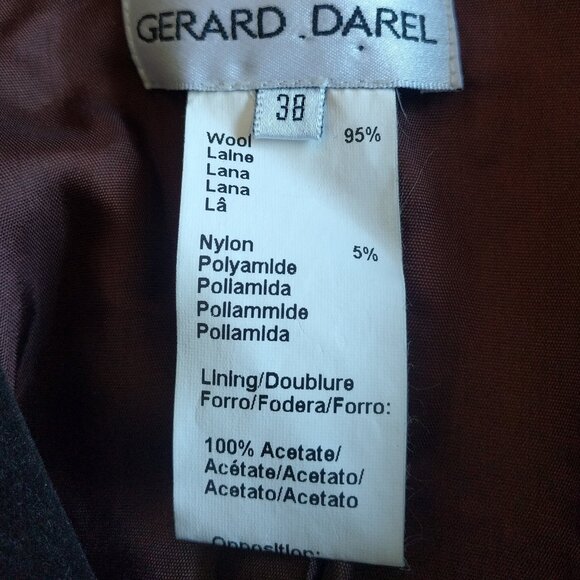 GERARD DAREL
38
Wool 95%
Laine
Lana
Lana
Lã
Nylon 5%
Polyamide
Poliamida
Poliammide
Poliamida
Lining/Doublure
Forro/Fodera/Forro:
100% Acetate/
Acétate/Acetato/
Acetato/Acetato
Opposition: